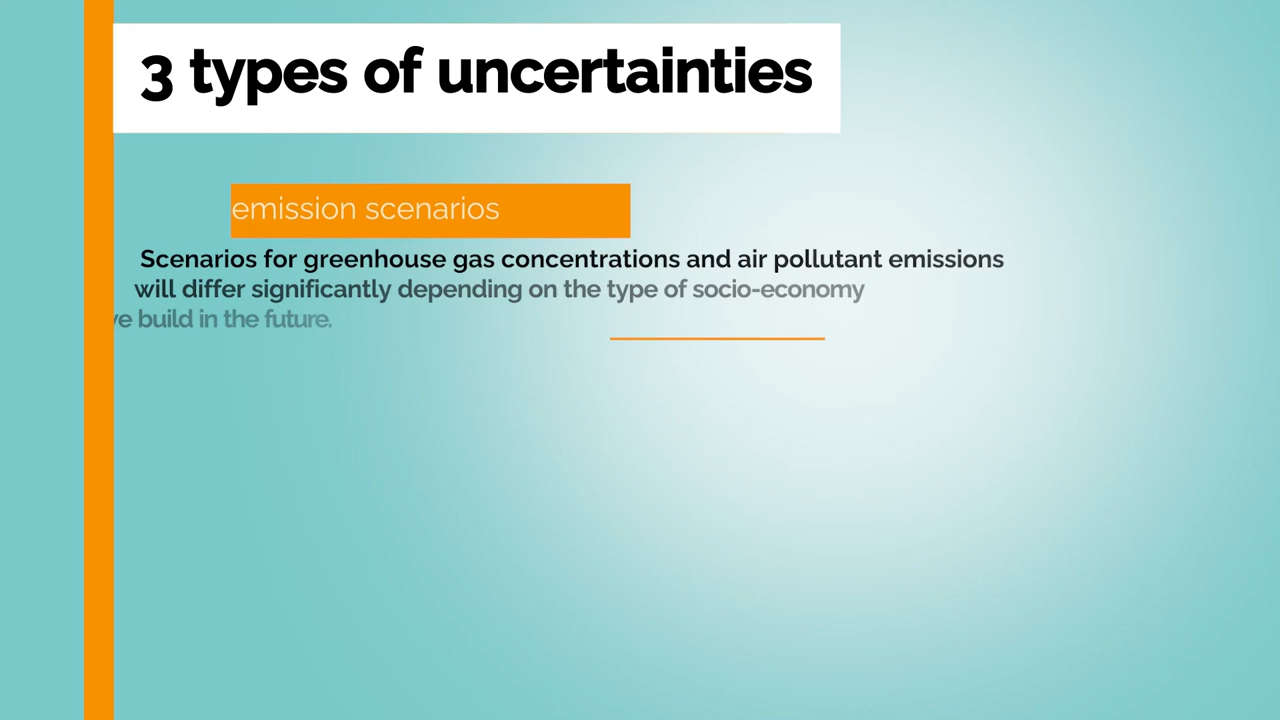 3 types of uncertainties
emission scenarios
Scenarios for greenhouse gas concentrations and air pollutant emissions
will differ significantly depending on the type of socio-economy
build in the future.